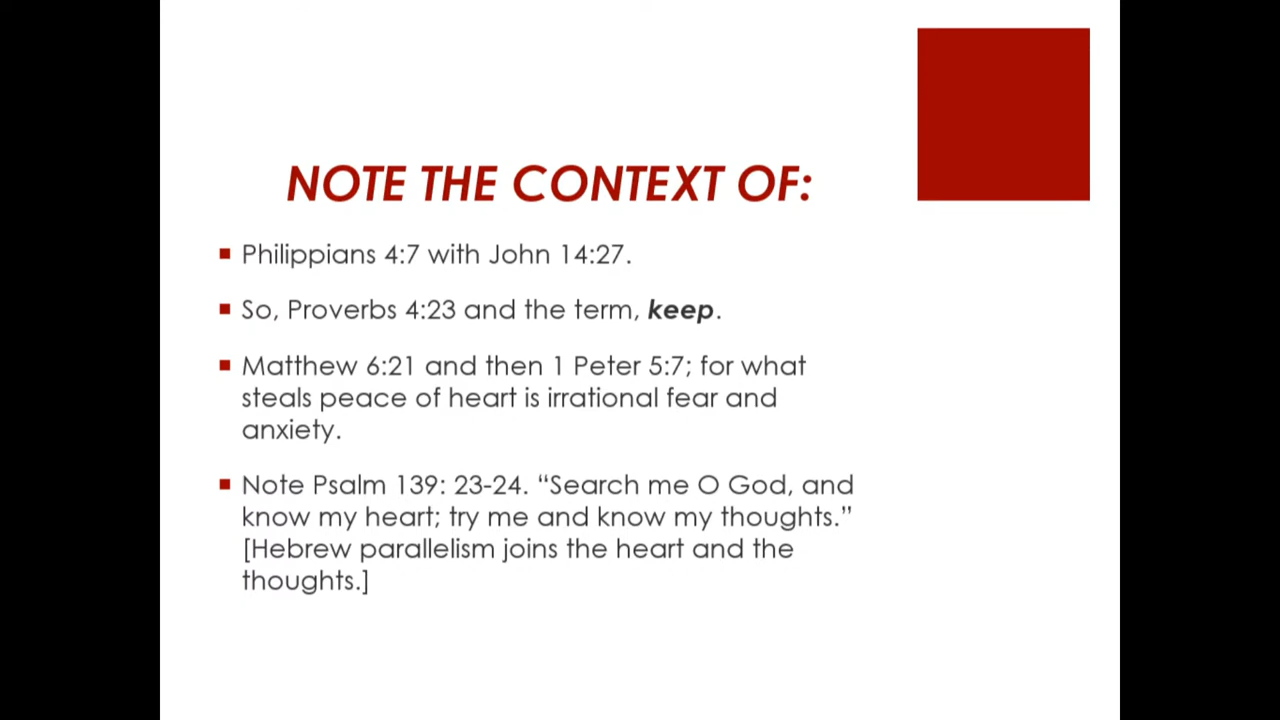 NOTE THE CONTEXT OF:
▪ Philippians 4:7 with John 14:27.
▪ So, Proverbs 4:23 and the term, keep.
▪ Matthew 6:21 and then 1 Peter 5:7; for what
steals peace of heart is irrational fear and
anxiety.
▪ Note Psalm 139: 23-24. “Search me O God, and
know my heart; try me and know my thoughts.”
[Hebrew parallelism joins the heart and the
thoughts.]